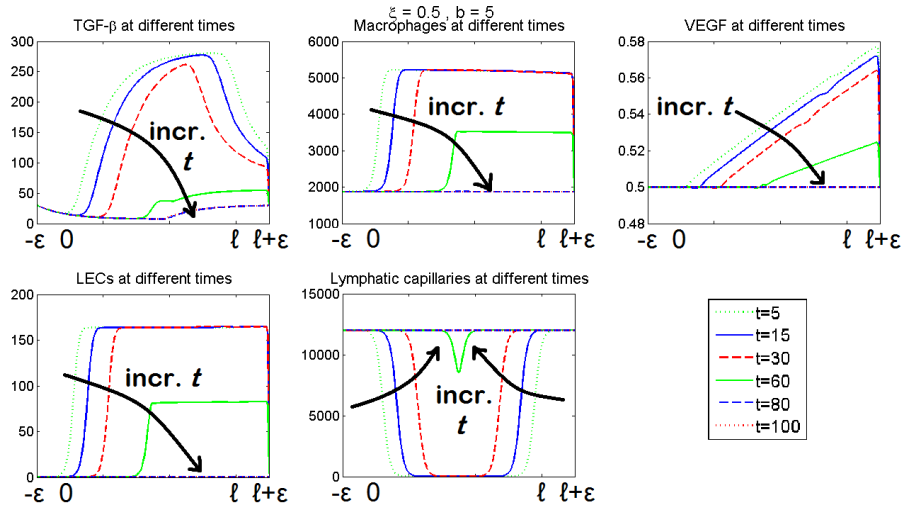 ξ = 0.5 , b = 5
TGF-β at different times
Macrophages at different times
VEGF at different times
300
250
200
150
100
50
0
incr.
t
-ε 0 ℓ ℓ+ε
6000
5000
4000
3000
2000
1000
incr. t
-ε 0 ℓ ℓ+ε
0.58
0.56
0.54
0.52
0.5
0.48
incr. t
-ε 0 ℓ ℓ+ε
LECs at different times
Lymphatic capillaries at different times
200
150
100
50
0
incr. t
-ε 0 ℓ ℓ+ε
15000
10000
5000
0
incr.
t
-ε 0 ℓ ℓ+ε
t=5
t=15
t=30
t=60
t=80
t=100